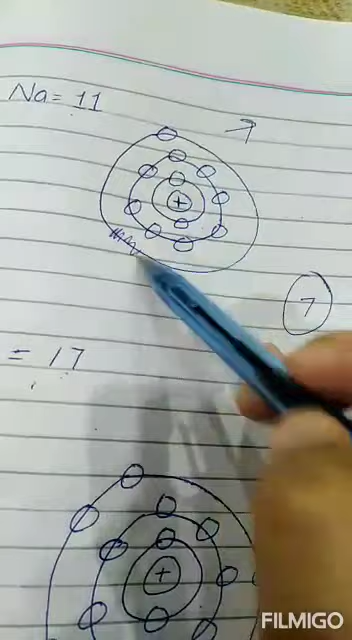 Na = 11
+
7
= 17
+
FILMIGO